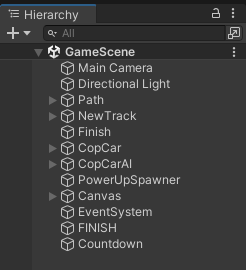 Hierarchy
All
GameScene
Main Camera
Directional Light
Path
NewTrack
Finish
CopCar
CopCarAI
PowerUpSpawner
Canvas
EventSystem
FINISH
Countdown